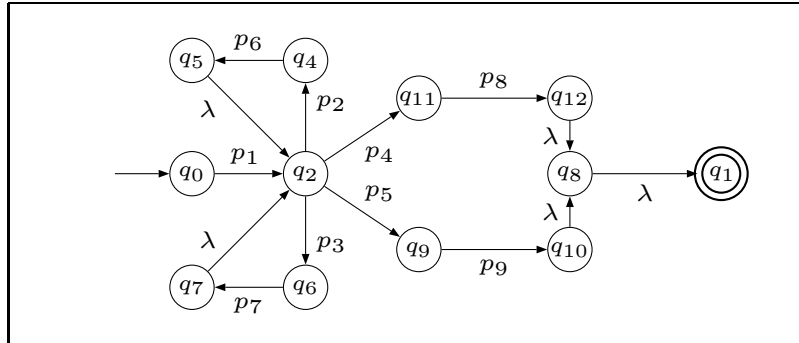 p₆
q₅ q₄
p₈
q₁₁ q₁₂
λ p₂
λ
p₁ p₄
q₀ q₂ q₈ q₁
p₅ λ
λ λ
p₃
q₉ q₁₀
p₉
q₇ q₆
p₇